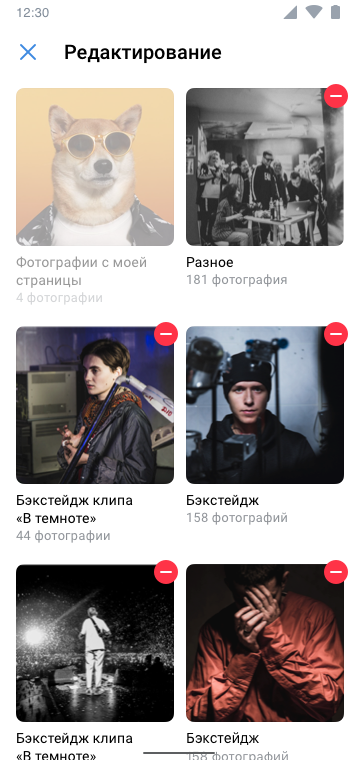 12:30
Редактирование
Фотографии с моей
страницы
4 фотографии
Разное
181 фотография
Бэкстейдж клипа
«В темноте»
44 фотографии
Бэкстейдж
158 фотографий
Бэкстейдж клипа
«В темноте»
Бэкстейдж
158 фотографий